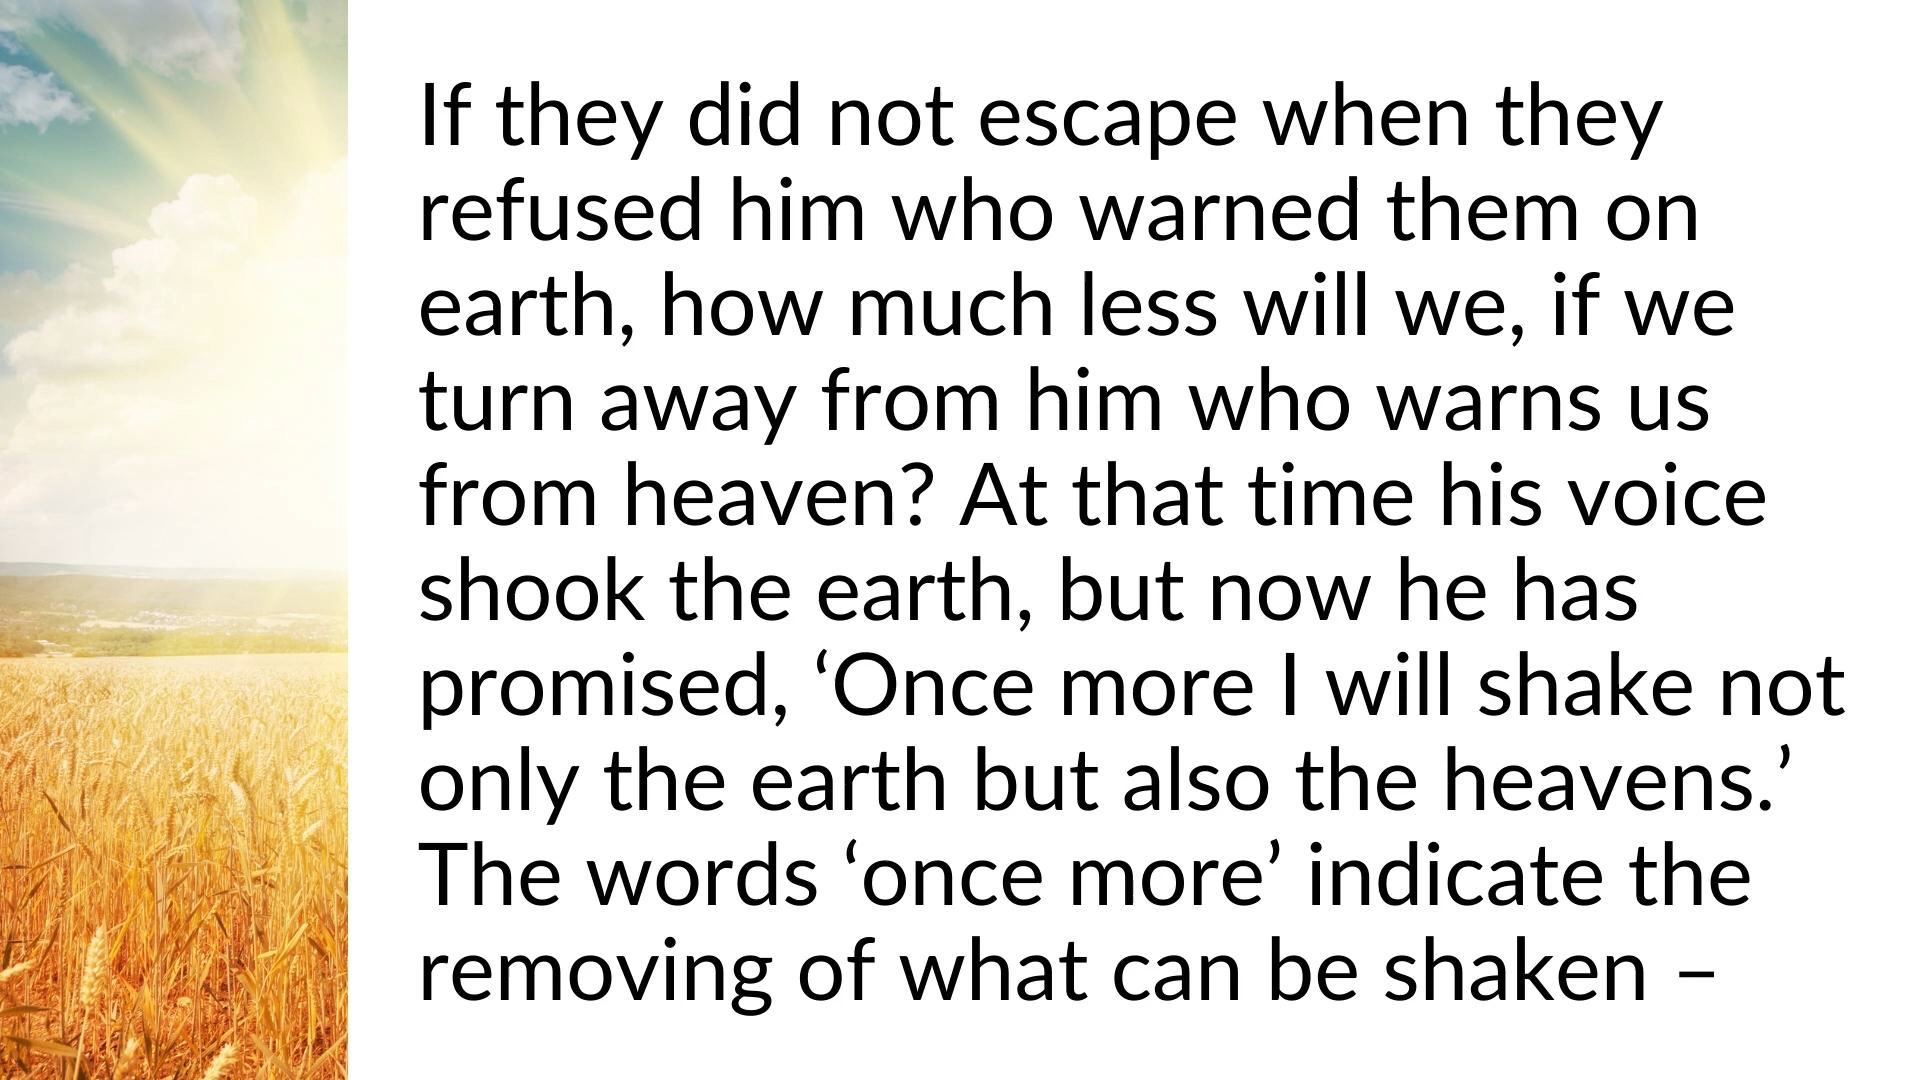 If they did not escape when they
refused him who warned them on
earth, how much less will we, if we
turn away from him who warns us
from heaven? At that time his voice
shook the earth, but now he has
promised, ‘Once more I will shake not
only the earth but also the heavens.’
The words ‘once more’ indicate the
removing of what can be shaken –